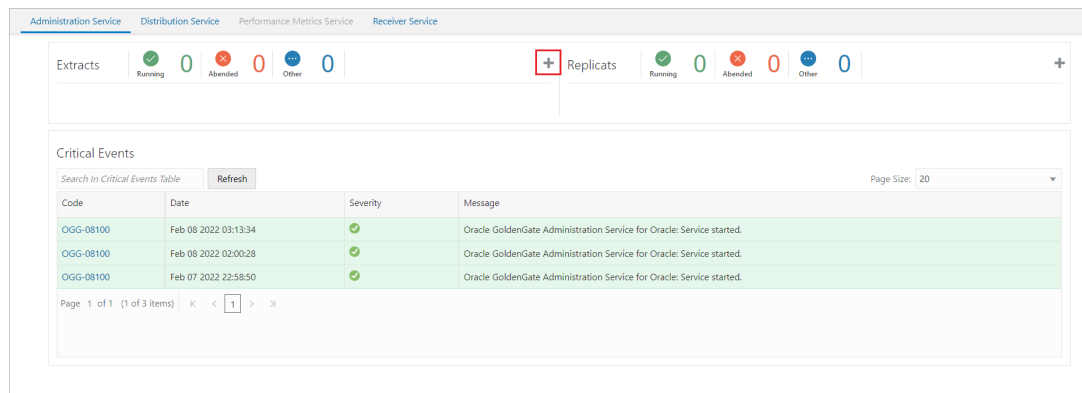 Administration Service Distribution Service Performance Metrics Service Receiver Service
Extracts Running 0 Abended 0 Other 0 + Replicats Running 0 Abended 0 Other 0 +
Critical Events
Search In Critical Events Table Refresh Page Size: 20
Code Date Severity Message
OGG-08100 Feb 08 2022 03:13:34 Oracle GoldenGate Administration Service for Oracle: Service started.
OGG-08100 Feb 08 2022 02:00:28 Oracle GoldenGate Administration Service for Oracle: Service started.
OGG-08100 Feb 07 2022 22:58:50 Oracle GoldenGate Administration Service for Oracle: Service started.
Page 1 of 1 (1 of 3 items) 1